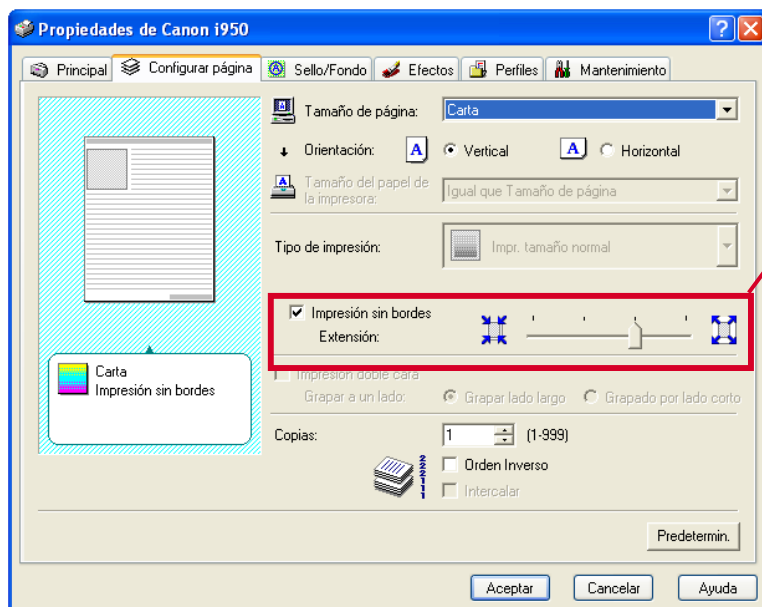 Propiedades de Canon i950
Principal Configurar página Sello/Fondo Efectos Perfiles Mantenimiento
Tamaño de página: Carta
Orientación: A Vertical A Horizontal
Tamaño del papel de la impresora: Igual que Tamaño de página
Tipo de impresión: Impr. tamaño normal
Impresión sin bordes
Extensión:
Carta
Impresión sin bordes
Impresión doble cara
Grapar a un lado: Grapar lado largo Grapado por lado corto
Copias: 1 (1-999)
Orden Inverso
Intercalar
Predetermin.
Aceptar Cancelar Ayuda